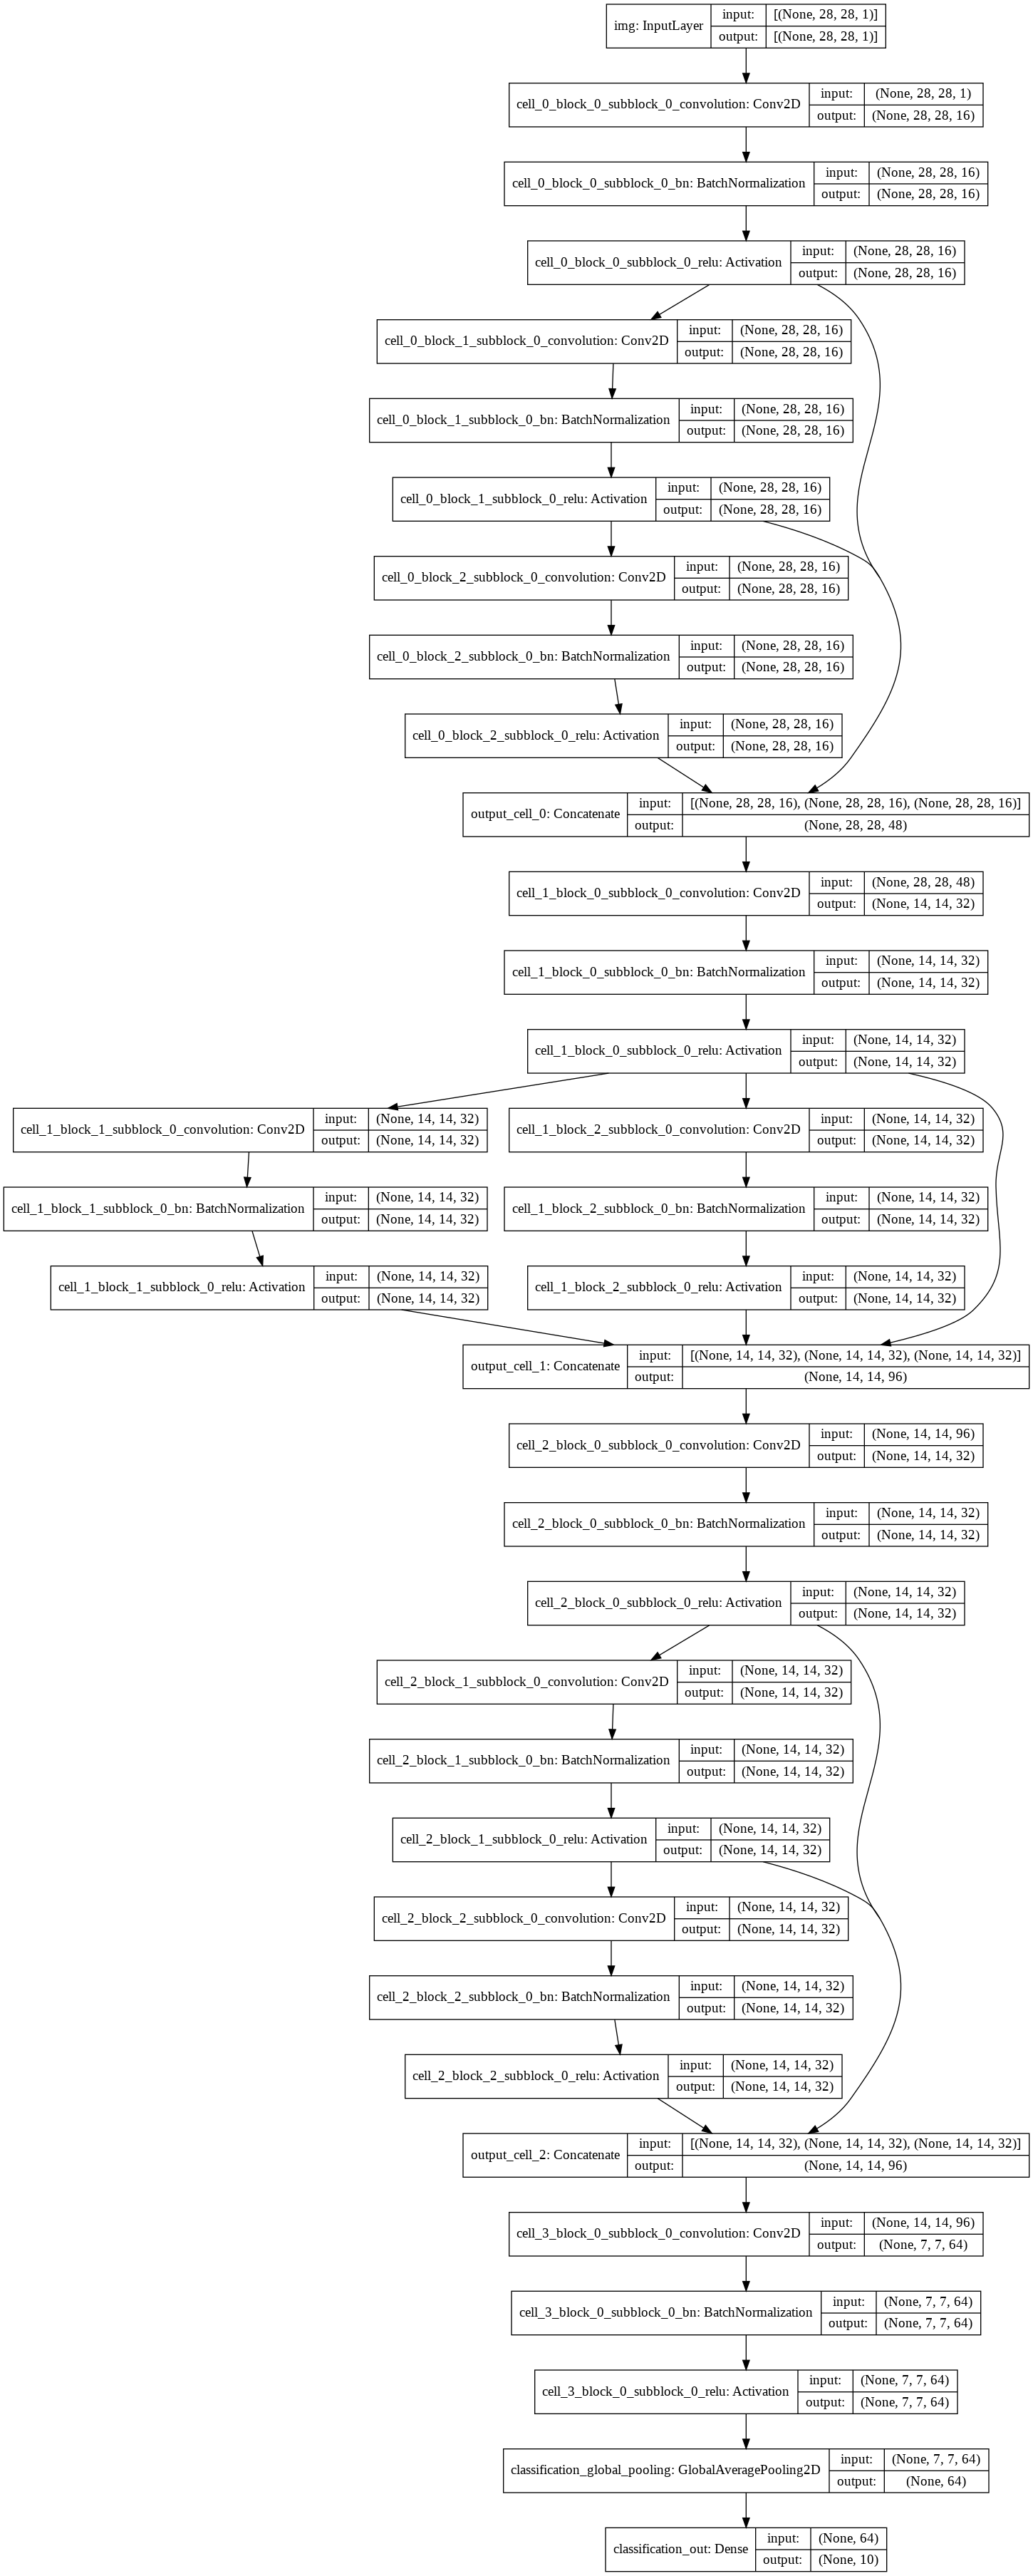 img: InputLayer
input: [(None, 28, 28, 1)]
output: [(None, 28, 28, 1)]
cell_0_block_0_subblock_0_convolution: Conv2D
input: (None, 28, 28, 1)
output: (None, 28, 28, 16)
cell_0_block_0_subblock_0_bn: BatchNormalization
input: (None, 28, 28, 16)
output: (None, 28, 28, 16)
cell_0_block_0_subblock_0_relu: Activation
input: (None, 28, 28, 16)
output: (None, 28, 28, 16)
cell_0_block_1_subblock_0_convolution: Conv2D
input: (None, 28, 28, 16)
output: (None, 28, 28, 16)
cell_0_block_1_subblock_0_bn: BatchNormalization
input: (None, 28, 28, 16)
output: (None, 28, 28, 16)
cell_0_block_1_subblock_0_relu: Activation
input: (None, 28, 28, 16)
output: (None, 28, 28, 16)
cell_0_block_2_subblock_0_convolution: Conv2D
input: (None, 28, 28, 16)
output: (None, 28, 28, 16)
cell_0_block_2_subblock_0_bn: BatchNormalization
input: (None, 28, 28, 16)
output: (None, 28, 28, 16)
cell_0_block_2_subblock_0_relu: Activation
input: (None, 28, 28, 16)
output: (None, 28, 28, 16)
output_cell_0: Concatenate
input: [(None, 28, 28, 16), (None, 28, 28, 16), (None, 28, 28, 16)]
output: (None, 28, 28, 48)
cell_1_block_0_subblock_0_convolution: Conv2D
input: (None, 28, 28, 48)
output: (None, 14, 14, 32)
cell_1_block_0_subblock_0_bn: BatchNormalization
input: (None, 14, 14, 32)
output: (None, 14, 14, 32)
cell_1_block_0_subblock_0_relu: Activation
input: (None, 14, 14, 32)
output: (None, 14, 14, 32)
cell_1_block_1_subblock_0_convolution: Conv2D
input: (None, 14, 14, 32)
output: (None, 14, 14, 32)
cell_1_block_2_subblock_0_convolution: Conv2D
input: (None, 14, 14, 32)
output: (None, 14, 14, 32)
cell_1_block_1_subblock_0_bn: BatchNormalization
input: (None, 14, 14, 32)
output: (None, 14, 14, 32)
cell_1_block_2_subblock_0_bn: BatchNormalization
input: (None, 14, 14, 32)
output: (None, 14, 14, 32)
cell_1_block_1_subblock_0_relu: Activation
input: (None, 14, 14, 32)
output: (None, 14, 14, 32)
cell_1_block_2_subblock_0_relu: Activation
input: (None, 14, 14, 32)
output: (None, 14, 14, 32)
output_cell_1: Concatenate
input: [(None, 14, 14, 32), (None, 14, 14, 32), (None, 14, 14, 32)]
output: (None, 14, 14, 96)
cell_2_block_0_subblock_0_convolution: Conv2D
input: (None, 14, 14, 96)
output: (None, 14, 14, 32)
cell_2_block_0_subblock_0_bn: BatchNormalization
input: (None, 14, 14, 32)
output: (None, 14, 14, 32)
cell_2_block_0_subblock_0_relu: Activation
input: (None, 14, 14, 32)
output: (None, 14, 14, 32)
cell_2_block_1_subblock_0_convolution: Conv2D
input: (None, 14, 14, 32)
output: (None, 14, 14, 32)
cell_2_block_1_subblock_0_bn: BatchNormalization
input: (None, 14, 14, 32)
output: (None, 14, 14, 32)
cell_2_block_1_subblock_0_relu: Activation
input: (None, 14, 14, 32)
output: (None, 14, 14, 32)
cell_2_block_2_subblock_0_convolution: Conv2D
input: (None, 14, 14, 32)
output: (None, 14, 14, 32)
cell_2_block_2_subblock_0_bn: BatchNormalization
input: (None, 14, 14, 32)
output: (None, 14, 14, 32)
cell_2_block_2_subblock_0_relu: Activation
input: (None, 14, 14, 32)
output: (None, 14, 14, 32)
output_cell_2: Concatenate
input: [(None, 14, 14, 32), (None, 14, 14, 32), (None, 14, 14, 32)]
output: (None, 14, 14, 96)
cell_3_block_0_subblock_0_convolution: Conv2D
input: (None, 14, 14, 96)
output: (None, 7, 7, 64)
cell_3_block_0_subblock_0_bn: BatchNormalization
input: (None, 7, 7, 64)
output: (None, 7, 7, 64)
cell_3_block_0_subblock_0_relu: Activation
input: (None, 7, 7, 64)
output: (None, 7, 7, 64)
classification_global_pooling: GlobalAveragePooling2D
input: (None, 7, 7, 64)
output: (None, 64)
classification_out: Dense
input: (None, 64)
output: (None, 10)